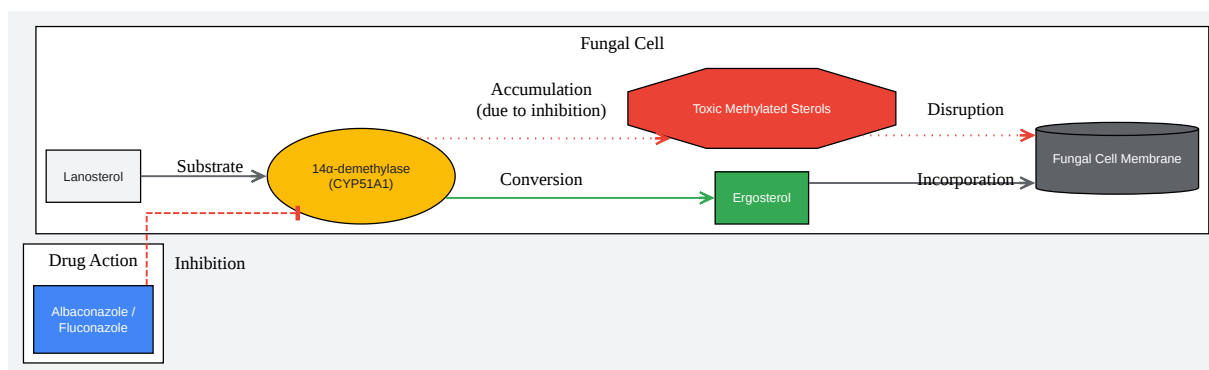 Fungal Cell
Accumulation
(due to inhibition)
Toxic Methylated Sterols
Disruption
Lanosterol
Substrate
14α-demethylase
(CYP51A1)
Conversion
Ergosterol
Incorporation
Fungal Cell Membrane
Drug Action
Inhibition
Albaconazole /
Fluconazole